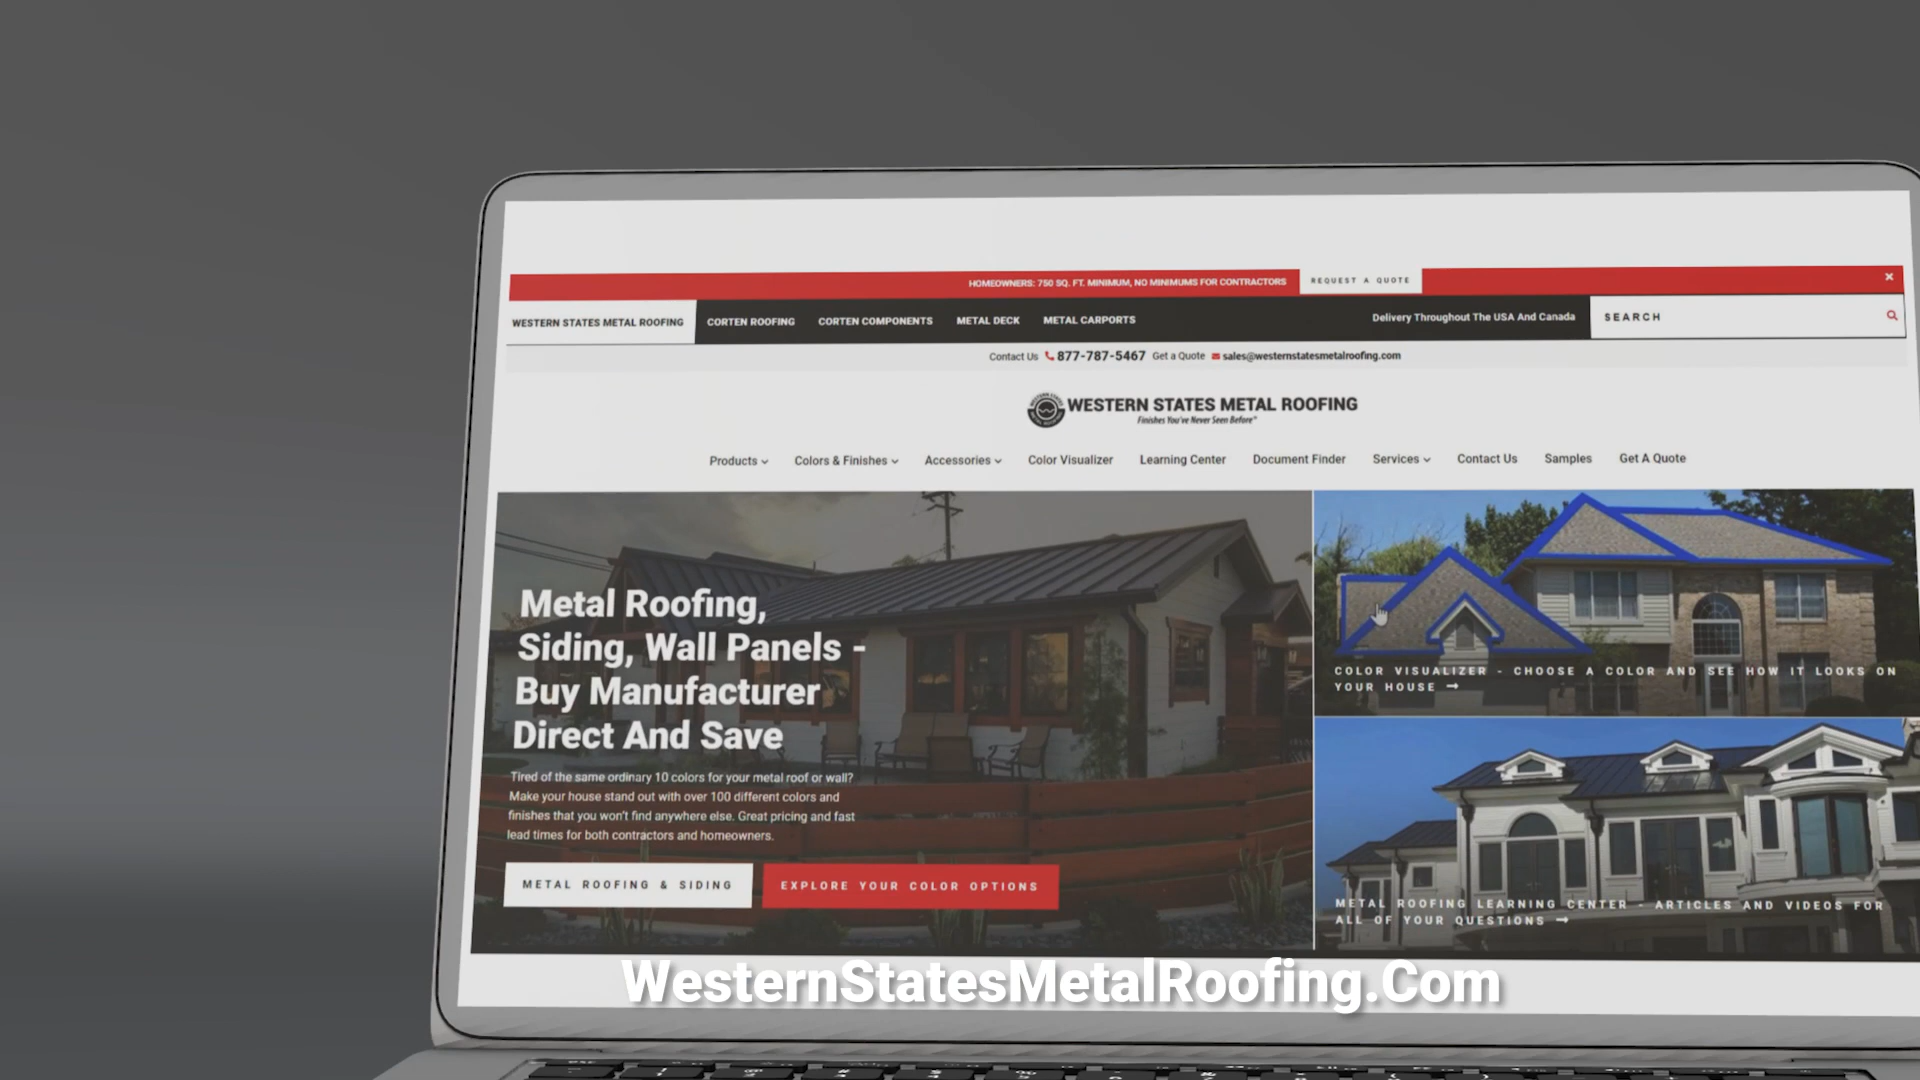 HOMEOWNERS: 750 SQ. FT. MINIMUM, NO MINIMUMS FOR CONTRACTORS
REQUEST A QUOTE
WESTERN STATES METAL ROOFING
CORTEN ROOFING
CORTEN COMPONENTS
METAL DECK
METAL CARPORTS
Delivery Throughout The USA And Canada
SEARCH
Contact Us 877-787-5467 Get a Quote sales@westernstatesmetalroofing.com
WESTERN STATES METAL ROOFING
Finishes You've Never Seen Before™
Products
Colors & Finishes
Accessories
Color Visualizer
Learning Center
Document Finder
Services
Contact Us
Samples
Get A Quote
Metal Roofing,
Siding, Wall Panels -
Buy Manufacturer
Direct And Save
Tired of the same ordinary 10 colors for your metal roof or wall?
Make your house stand out with over 100 different colors and
finishes that you won't find anywhere else. Great pricing and fast
lead times for both contractors and homeowners.
METAL ROOFING & SIDING
EXPLORE YOUR COLOR OPTIONS
COLOR VISUALIZER - CHOOSE A COLOR AND SEE HOW IT LOOKS ON
YOUR HOUSE →
METAL ROOFING LEARNING CENTER - ARTICLES AND VIDEOS FOR
ALL OF YOUR QUESTIONS →
WesternStatesMetalRoofing.Com